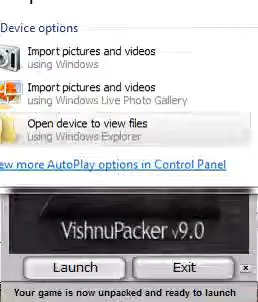 Device options
Import pictures and videos
using Windows
Import pictures and videos
using Windows Live Photo Gallery
Open device to view files
using Windows Explorer
ew more AutoPlay options in Control Panel
VishnuPacker v9.0
Launch Exit x
Your game is now unpacked and ready to launch